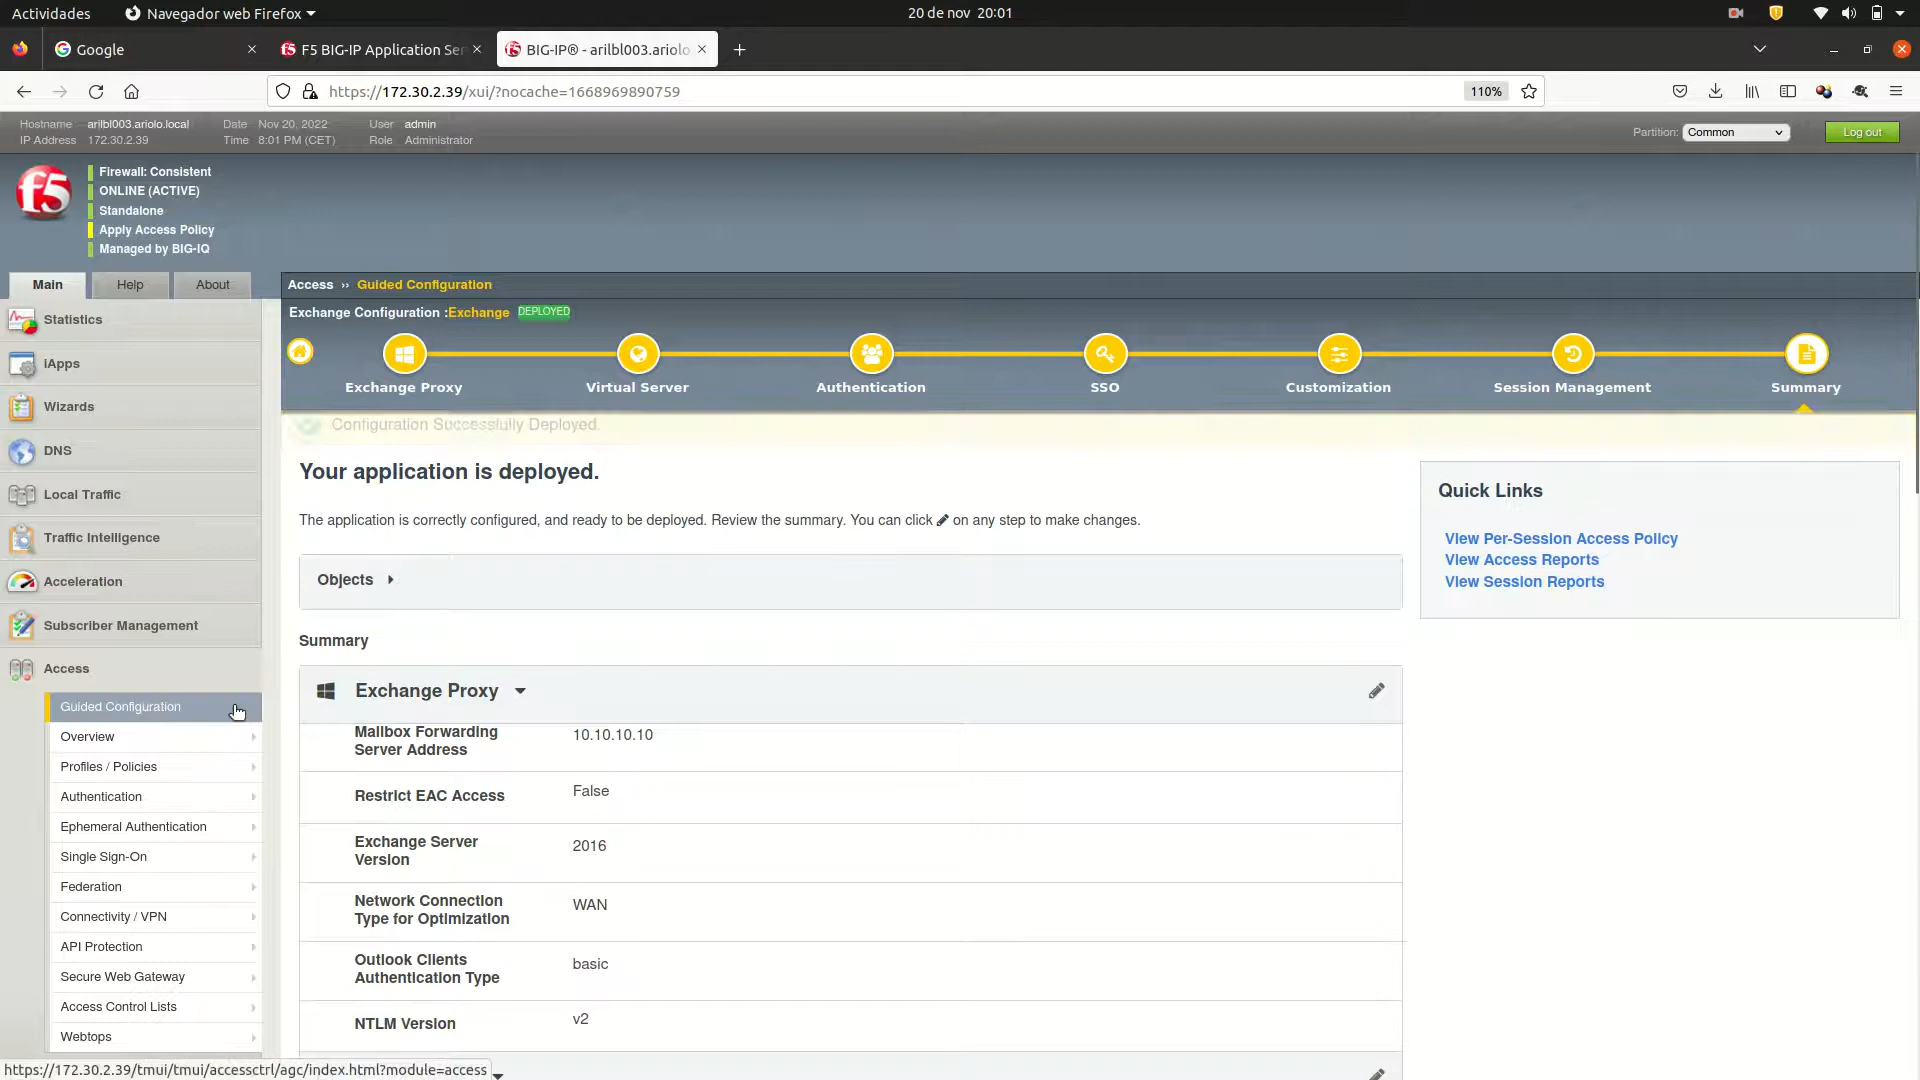 Actividades
Navegador web Firefox
20 de nov 20:01
Google
F5 BIG-IP Application Ser
BIG-IP® - arilbl003.ariolo
https://172.30.2.39/xui/?nocache=1668969890759
110%
Hostname arilbl003.ariolo.local
IP Address 172.30.2.39
Date Nov 20, 2022
Time 8:01 PM (CET)
User admin
Role Administrator
Partition: Common
Log out
f5
Firewall: Consistent
ONLINE (ACTIVE)
Standalone
Apply Access Policy
Managed by BIG-IQ
Main
Help
About
Statistics
iApps
Wizards
DNS
Local Traffic
Traffic Intelligence
Acceleration
Subscriber Management
Access
Guided Configuration
Overview
Profiles / Policies
Authentication
Ephemeral Authentication
Single Sign-On
Federation
Connectivity / VPN
API Protection
Secure Web Gateway
Access Control Lists
Webtops
Access ›› Guided Configuration
Exchange Configuration :Exchange DEPLOYED
Exchange Proxy
Virtual Server
Authentication
SSO
Customization
Session Management
Summary
Configuration Successfully Deployed.
Your application is deployed.
The application is correctly configured, and ready to be deployed. Review the summary. You can click on any step to make changes.
Objects
Summary
Exchange Proxy
Mailbox Forwarding
Server Address
10.10.10.10
Restrict EAC Access
False
Exchange Server
Version
2016
Network Connection
Type for Optimization
WAN
Outlook Clients
Authentication Type
basic
NTLM Version
v2
Quick Links
View Per-Session Access Policy
View Access Reports
View Session Reports
https://172.30.2.39/tmui/tmui/accessctrl/agc/index.html?module=access